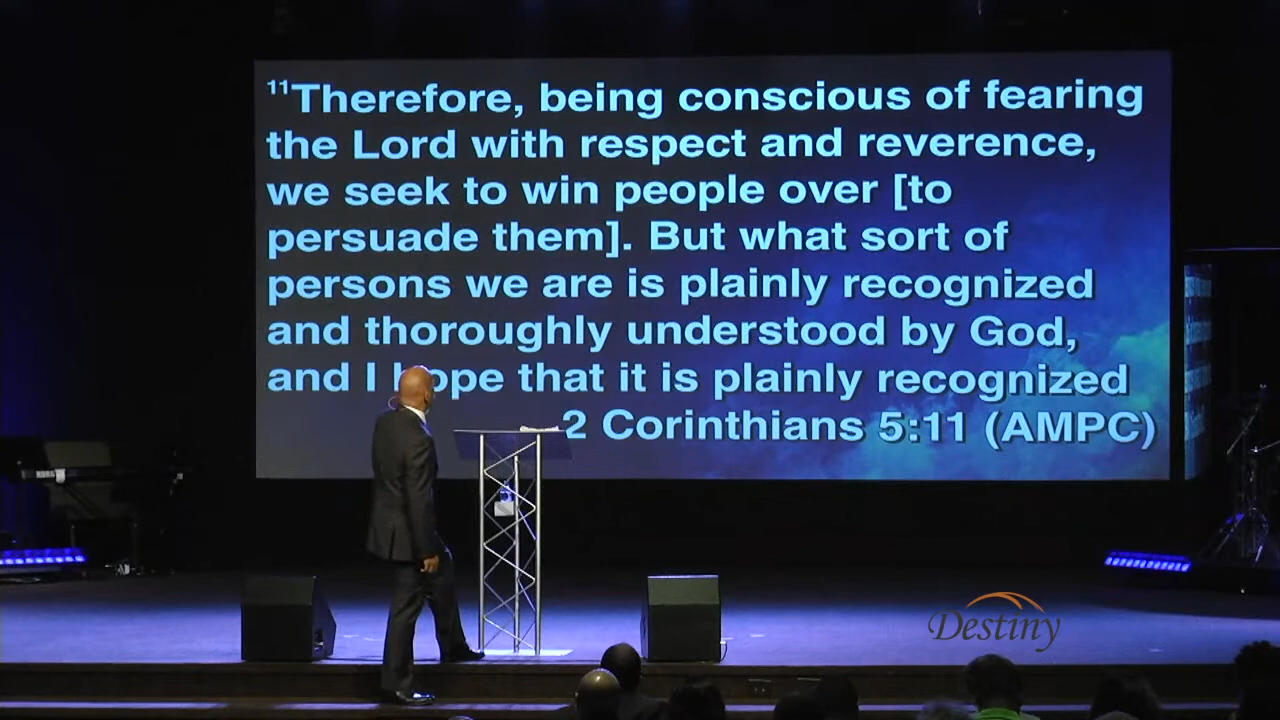 ¹¹Therefore, being conscious of fearing
the Lord with respect and reverence,
we seek to win people over [to
persuade them]. But what sort of
persons we are is plainly recognized
and thoroughly understood by God,
and I hope that it is plainly recognized
2 Corinthians 5:11 (AMPC)
KORG
Destiny